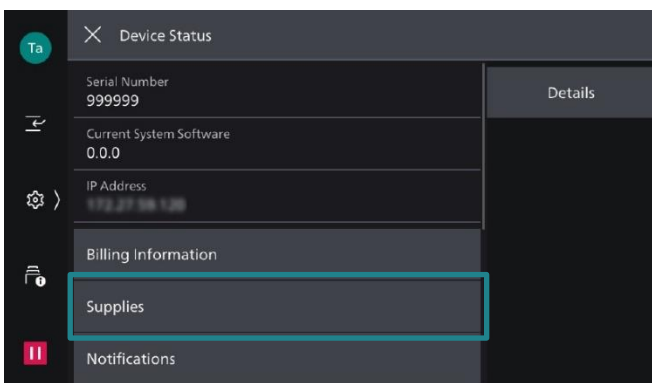 Ta
Device Status
Serial Number
999999
Details
Current System Software
0.0.0
IP Address
Billing Information
Supplies
Notifications